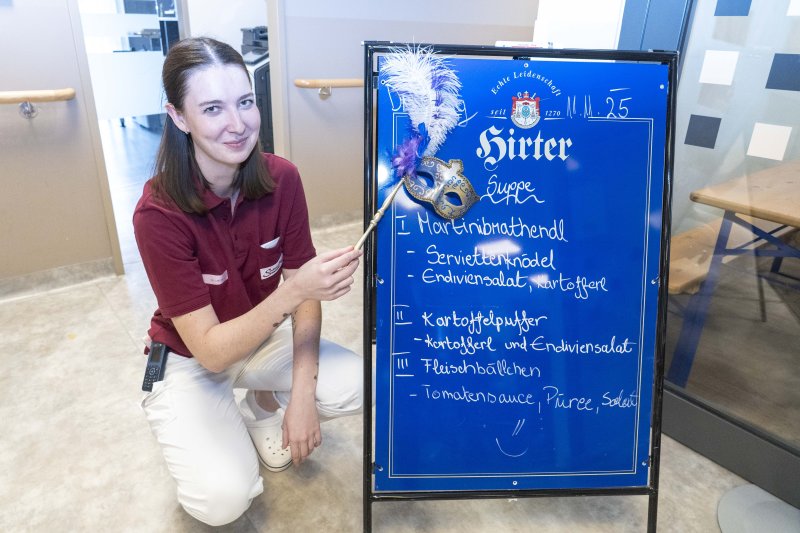 Echte Leidenschaft
seit 1270
11.11.25
Hirter
Suppe
I Martinibrathendl
- Serviettenknödel
- Endiviensalat, Kartofferl
II Kartoffelpuffer
- Kartofferl und Endiviensalat
III Fleischbällchen
- Tomatensauce, Püree, Salat